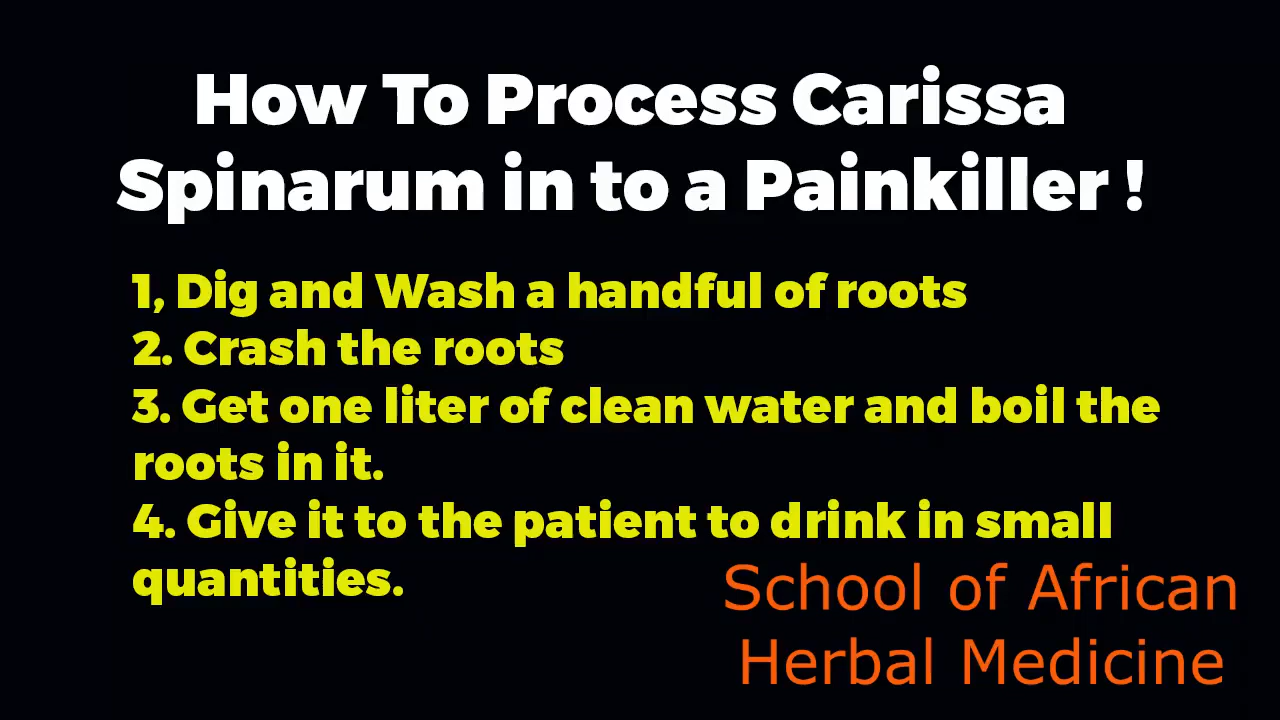 How To Process Carissa
Spinarum in to a Painkiller !
1, Dig and Wash a handful of roots
2. Crash the roots
3. Get one liter of clean water and boil the
roots in it.
4. Give it to the patient to drink in small
quantities.
School of African
Herbal Medicine